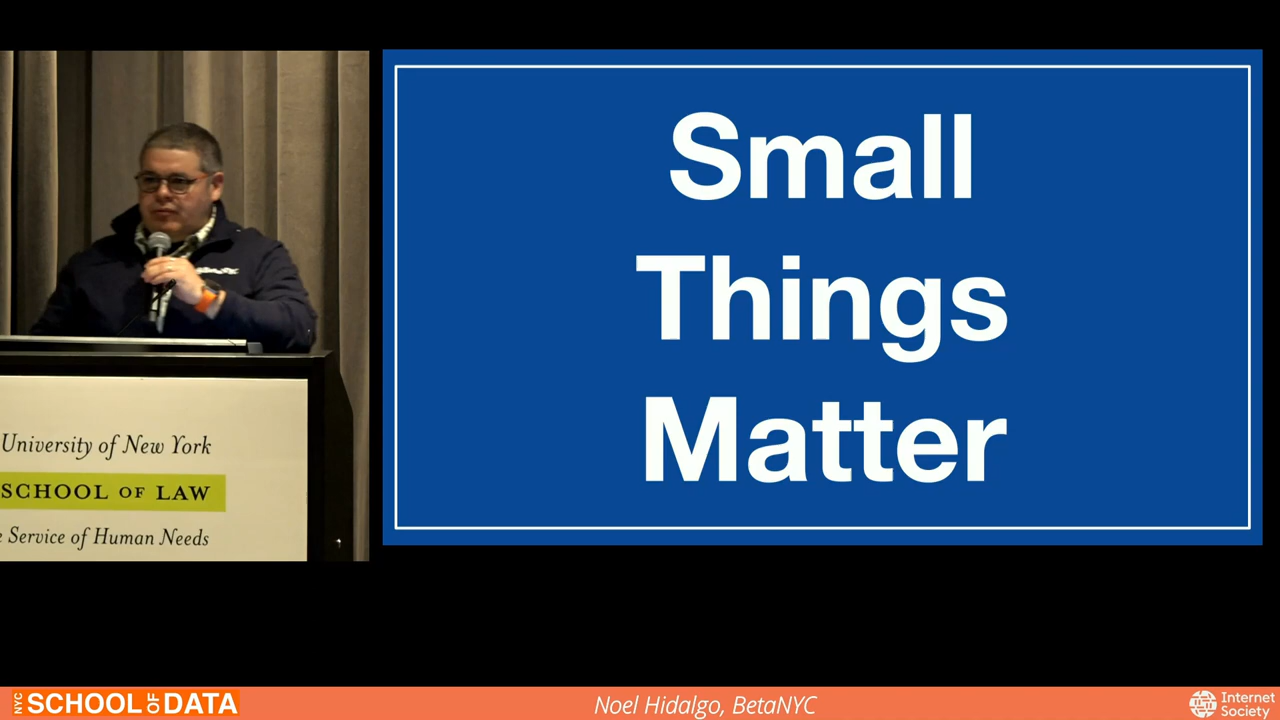 Small
Things
Matter
University of New York
SCHOOL OF LAW
Service of Human Needs
NYC SCHOOL OF DATA
Noel Hidalgo, BetaNYC
Internet
Society